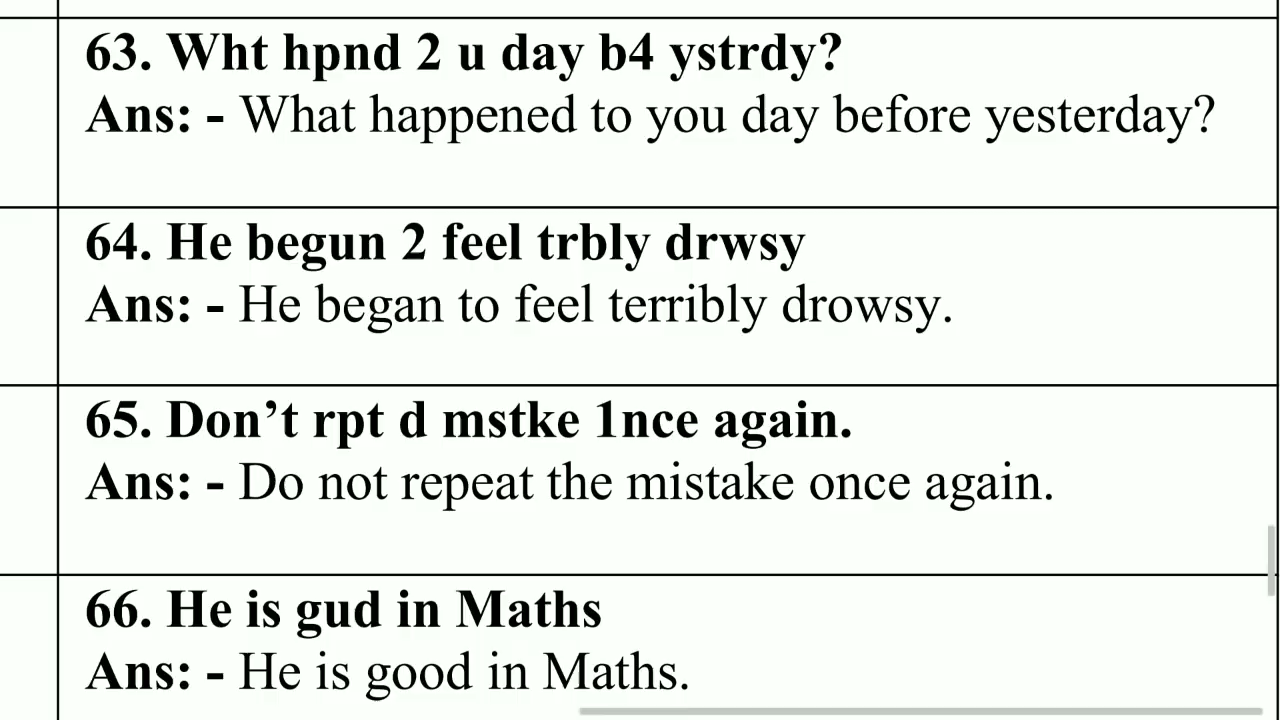 63. Wht hpnd 2 u day b4 ystrdy?
Ans: - What happened to you day before yesterday?
64. He begun 2 feel trbly drwsy
Ans: - He began to feel terribly drowsy.
65. Don’t rpt d mstke 1nce again.
Ans: - Do not repeat the mistake once again.
66. He is gud in Maths
Ans: - He is good in Maths.